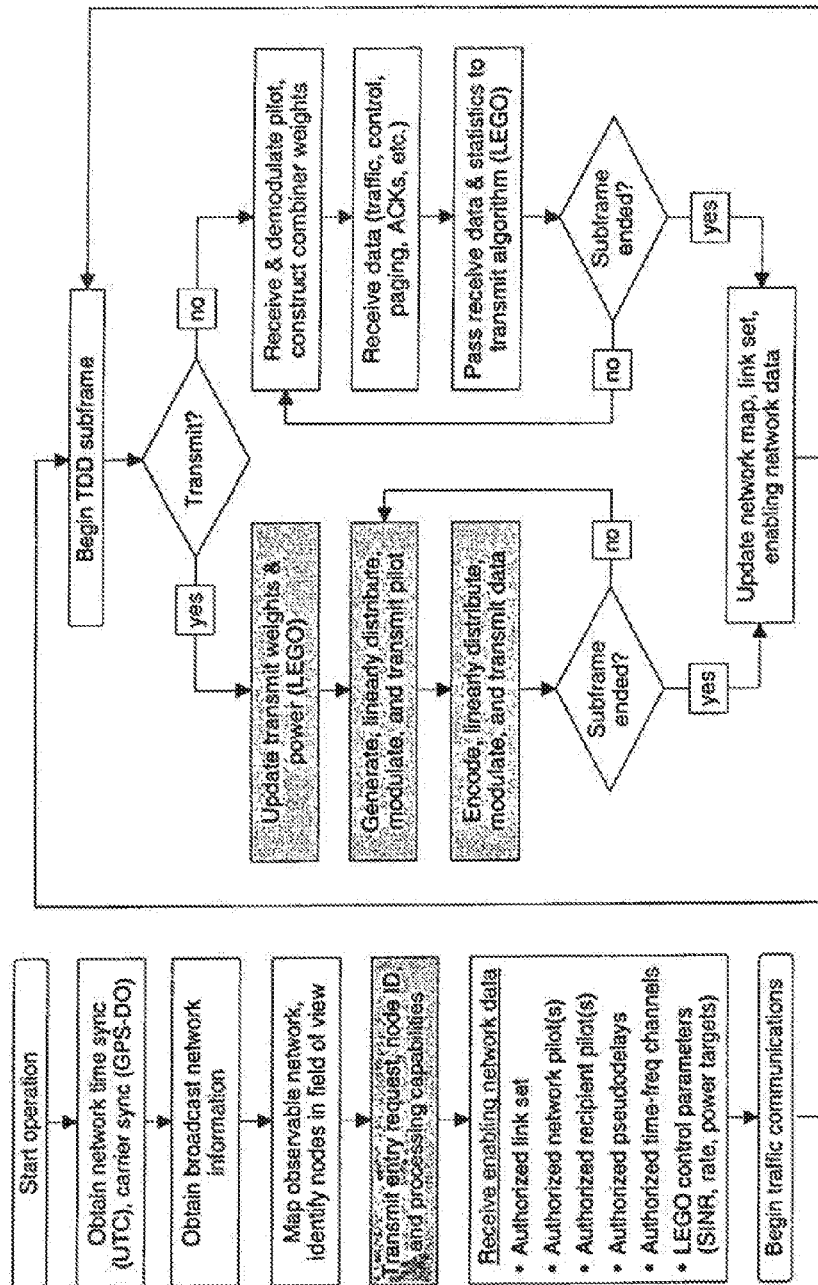 Start operation
Obtain network time sync
(UTC), carrier sync (GPS-DO)
Obtain broadcast network
information
Map observable network,
identify nodes in field of view
Transmit entry request, node ID,
and processing capabilities
Receive enabling network data
• Authorized link set
• Authorized network pilot(s)
• Authorized recipient pilot(s)
• Authorized pseudodelays
• Authorized time-freq channels
• LEGO control parameters
(SINR, rate, power targets)
Begin traffic communications
Begin TDD subframe
Transmit?
yes
no
Update transmit weights &
power (LEGO)
Generate, linearly distribute,
modulate, and transmit pilot
Encode, linearly distribute,
modulate, and transmit data
Subframe
ended?
no
yes
Receive & demodulate pilot,
construct combiner weights
Receive data (traffic, control,
paging, ACKs, etc.)
Pass receive data & statistics to
transmit algorithm (LEGO)
Subframe
ended?
no
yes
Update network map, link set,
enabling network data